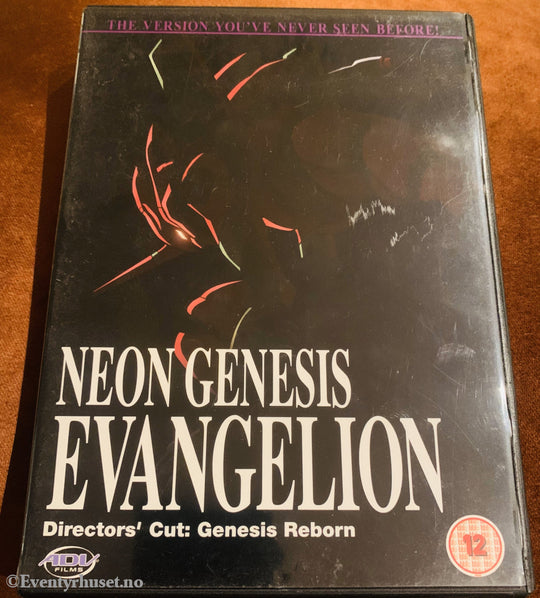 THE VERSION YOU'VE NEVER SEEN BEFORE!
NEON GENESIS
EVANGELION
Directors' Cut: Genesis Reborn
12
ADV
FILMS
©Eventyrhuset.no